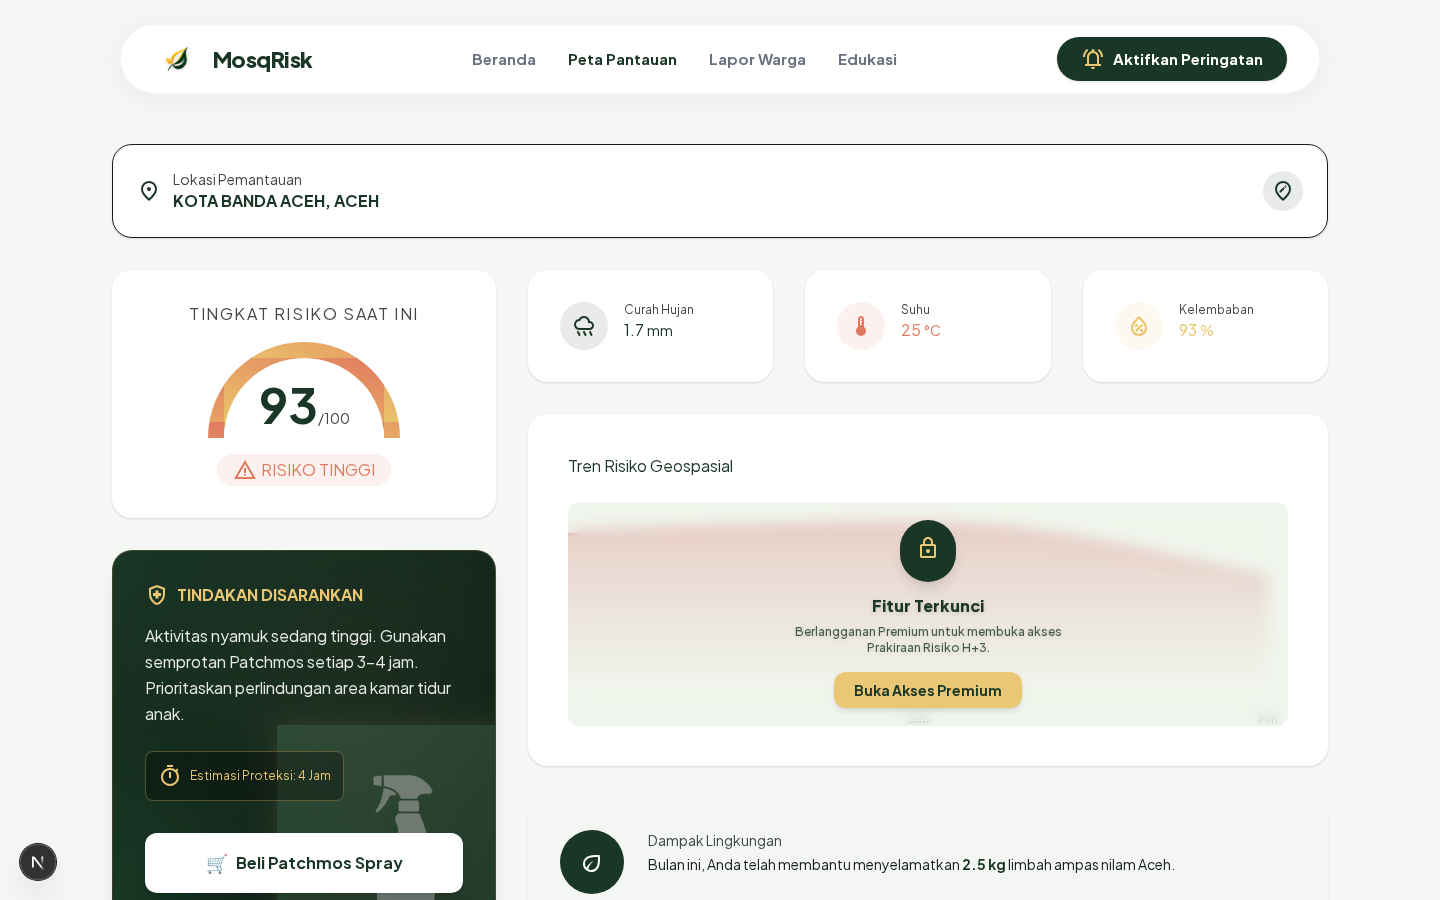 MosqRisk
Beranda
Peta Pantauan
Lapor Warga
Edukasi
Aktifkan Peringatan
Lokasi Pemantauan
KOTA BANDA ACEH, ACEH
TINGKAT RISIKO SAAT INI
93/100
RISIKO TINGGI
Curah Hujan
1.7 mm
Suhu
25 °C
Kelembaban
93 %
Tren Risiko Geospasial
Fitur Terkunci
Berlangganan Premium untuk membuka akses
Prakiraan Risiko H+3.
Buka Akses Premium
Sab
Min
TINDAKAN DISARANKAN
Aktivitas nyamuk sedang tinggi. Gunakan
semprotan Patchmos setiap 3–4 jam.
Prioritaskan perlindungan area kamar tidur
anak.
Estimasi Proteksi: 4 Jam
Beli Patchmos Spray
Dampak Lingkungan
Bulan ini, Anda telah membantu menyelamatkan 2.5 kg limbah ampas nilam Aceh.
N